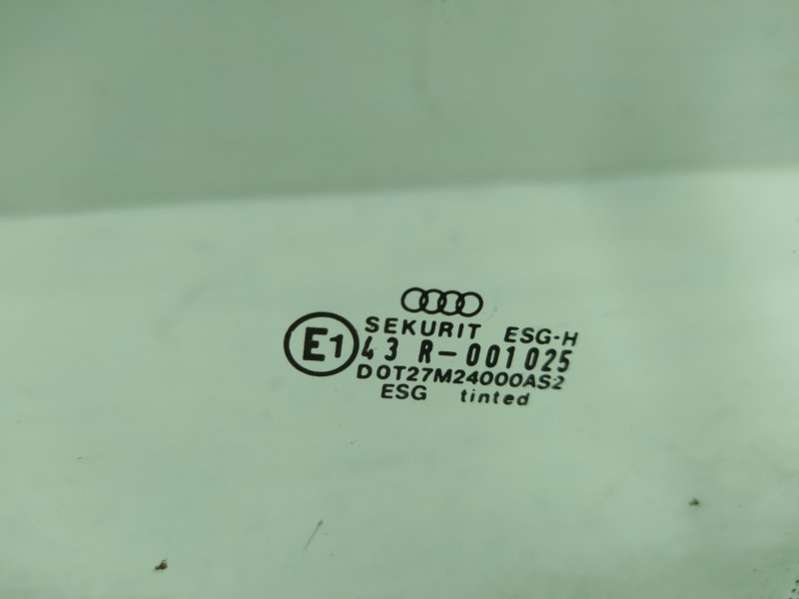 SEKURIT ESG-H
E1 43 R-001025
DOT27M24000AS2
ESG tinted